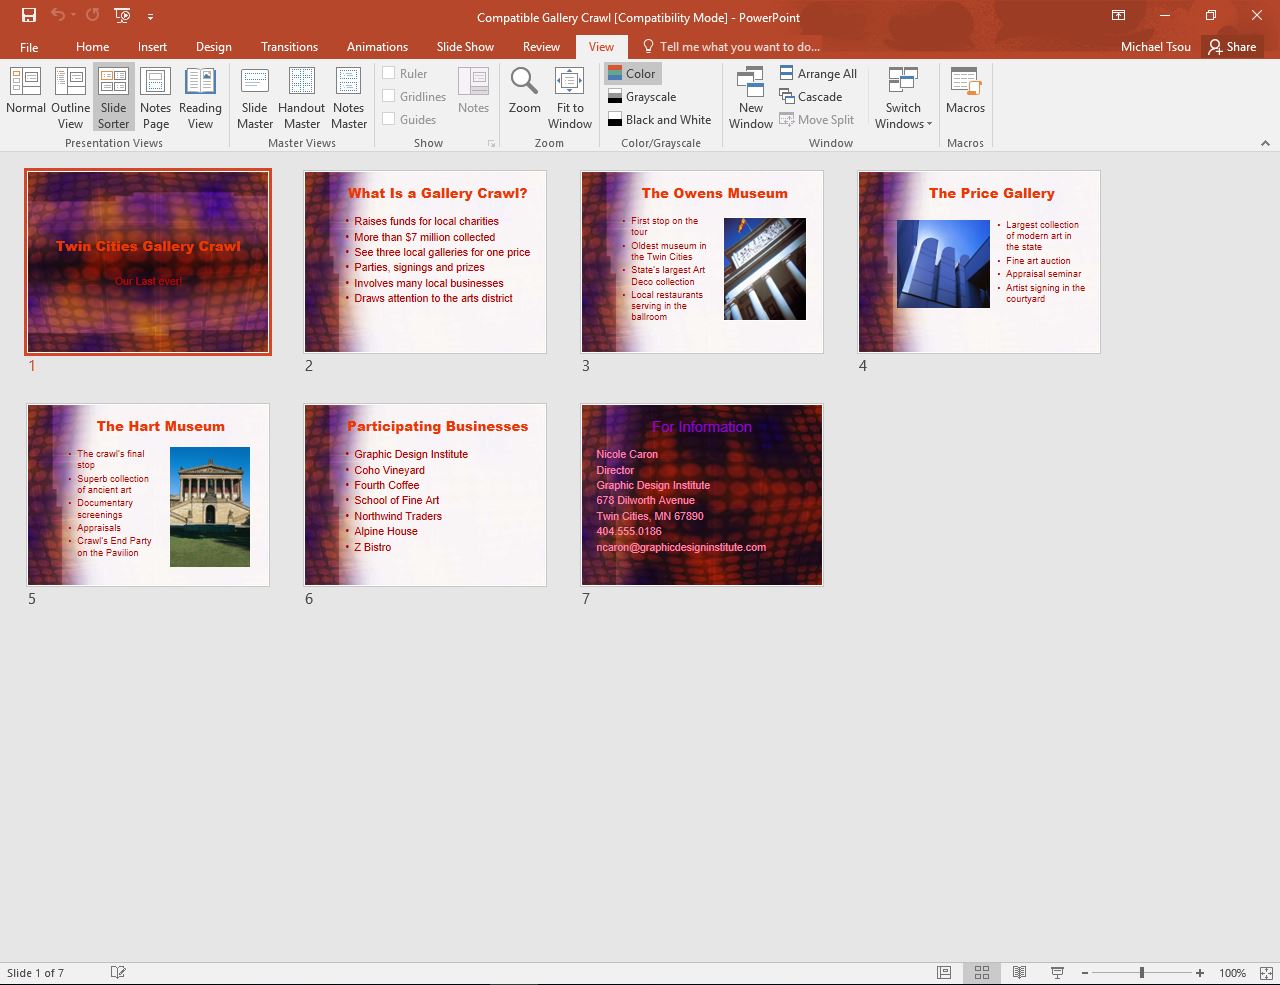 Compatible Gallery Crawl [Compatibility Mode] - PowerPoint
File Home Insert Design Transitions Animations Slide Show Review View Tell me what you want to do... Michael Tsou Share
Normal Outline View Slide Sorter Notes Page Reading View
Presentation Views
Slide Master Handout Master Notes Master
Master Views
Ruler
Gridlines
Guides
Notes
Show
Zoom Fit to Window
Zoom
Color
Grayscale
Black and White
Color/Grayscale
New Window
Arrange All
Cascade
Move Split
Switch Windows
Window
Macros
Macros
Twin Cities Gallery Crawl
Our Last ever!
1
What Is a Gallery Crawl?
• Raises funds for local charities
• More than $7 million collected
• See three local galleries for one price
• Parties, signings and prizes
• Involves many local businesses
• Draws attention to the arts district
2
The Owens Museum
• First stop on the
tour
• Oldest museum in
the Twin Cities
• State's largest Art
Deco collection
• Local restaurants
serving in the
ballroom
3
The Price Gallery
• Largest collection
of modern art in
the state
• Fine art auction
• Appraisal seminar
• Artist signing in the
courtyard
4
The Hart Museum
• The crawl's final
stop
• Superb collection
of ancient art
• Documentary
screenings
• Appraisals
• Crawl's End Party
on the Pavilion
5
Participating Businesses
• Graphic Design Institute
• Coho Vineyard
• Fourth Coffee
• School of Fine Art
• Northwind Traders
• Alpine House
• Z Bistro
6
For Information
Nicole Caron
Director
Graphic Design Institute
678 Dilworth Avenue
Twin Cities, MN 67890
404.555.0186
ncaron@graphicdesigninstitute.com
7
Slide 1 of 7
100%